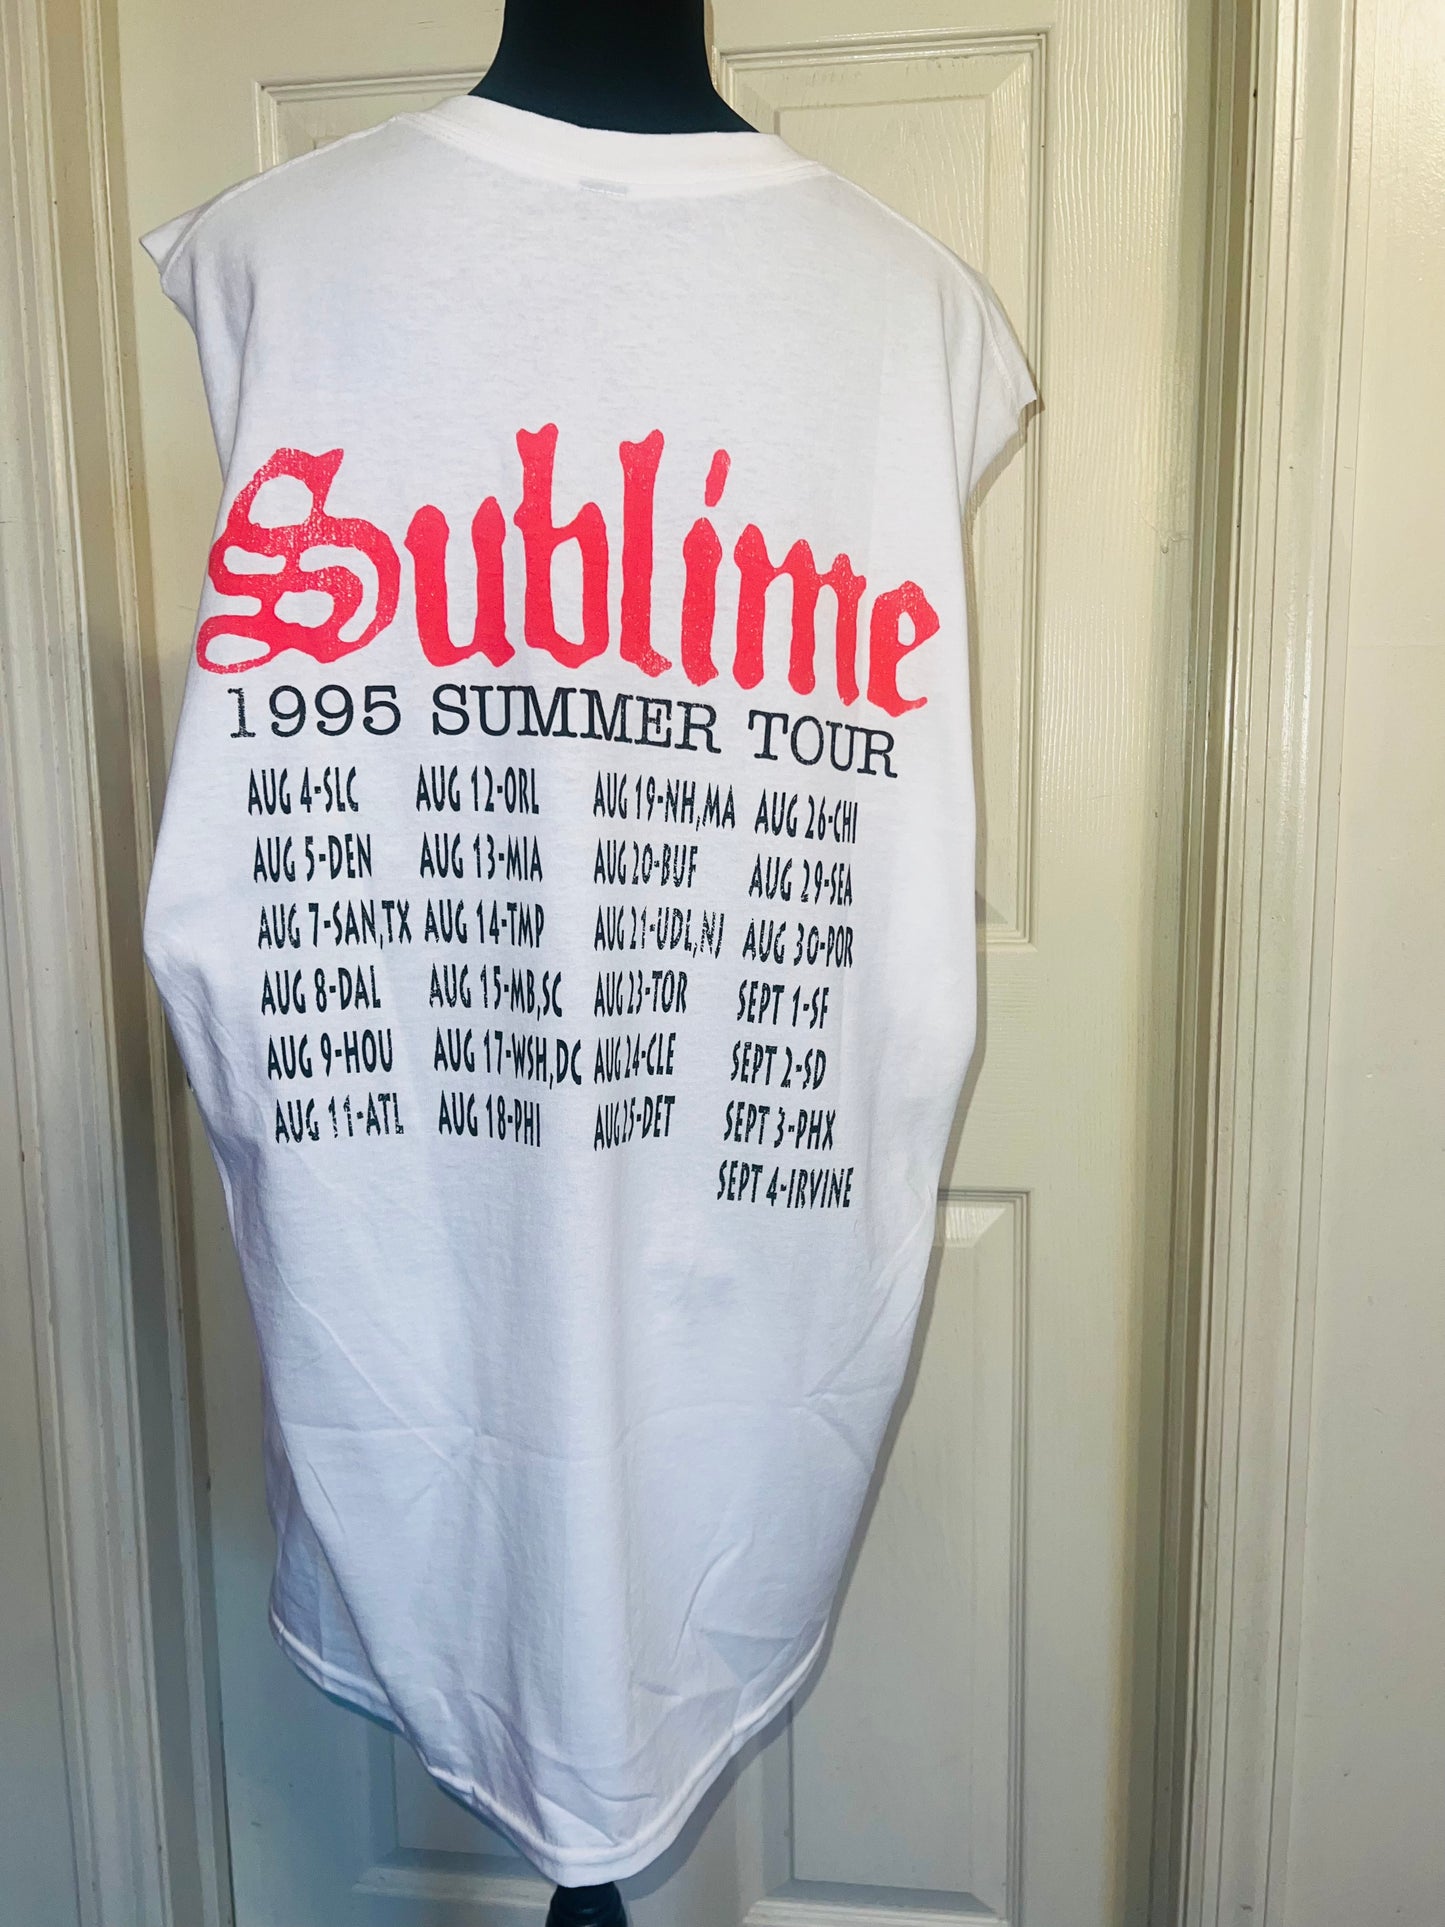 Sublime
1995 SUMMER TOUR
AUG 4-SLC
AUG 5-DEN
AUG 7-SAN,TX
AUG 8-DAL
AUG 9-HOU
AUG 11-ATL
AUG 12-ORL
AUG 13-MIA
AUG 14-TMP
AUG 15-MB,SC
AUG 17-WSH,DC
AUG 18-PHI
AUG 19-NH,MA
AUG 20-BUF
AUG 21-UDL,NJ
AUG 23-TOR
AUG 24-CLE
AUG 25-DET
AUG 26-CHI
AUG 29-SEA
AUG 30-POR
SEPT 1-SF
SEPT 2-SD
SEPT 3-PHX
SEPT 4-IRVINE